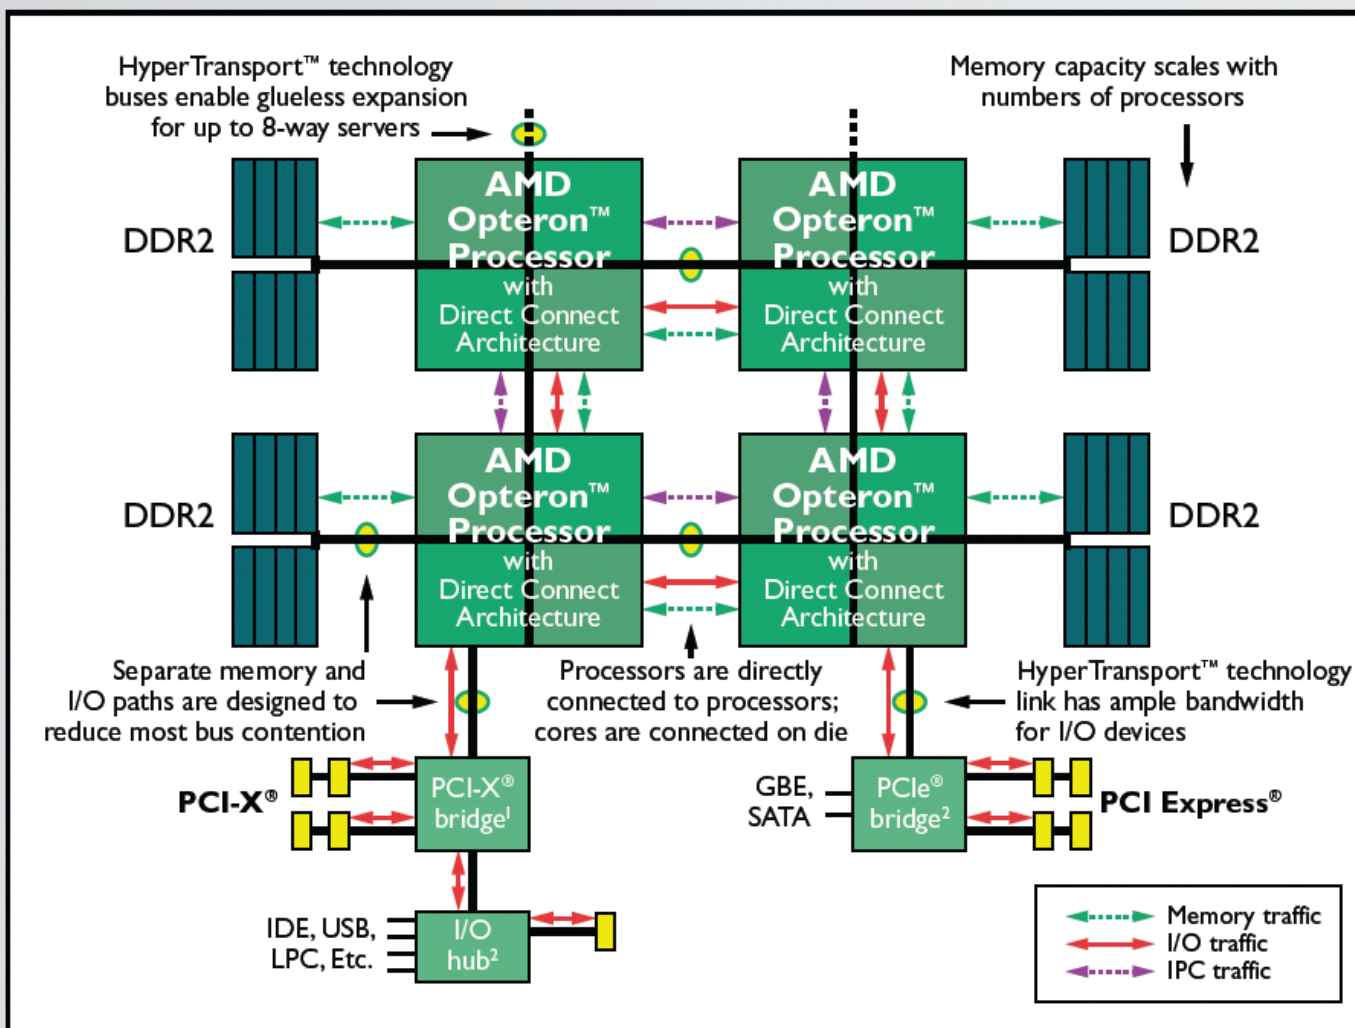 HyperTransport™ technology
buses enable glueless expansion
for up to 8-way servers
Memory capacity scales with
numbers of processors
DDR2
AMD
Opteron™
Processor
with
Direct Connect
Architecture
AMD
Opteron™
Processor
with
Direct Connect
Architecture
DDR2
DDR2
AMD
Opteron™
Processor
with
Direct Connect
Architecture
AMD
Opteron™
Processor
with
Direct Connect
Architecture
DDR2
Separate memory and
I/O paths are designed to
reduce most bus contention
Processors are directly
connected to processors;
cores are connected on die
HyperTransport™ technology
link has ample bandwidth
for I/O devices
PCI-X®
PCI-X®
bridge¹
GBE,
SATA
PCIe®
bridge²
PCI Express®
IDE, USB,
LPC, Etc.
I/O
hub²
Memory traffic
I/O traffic
IPC traffic